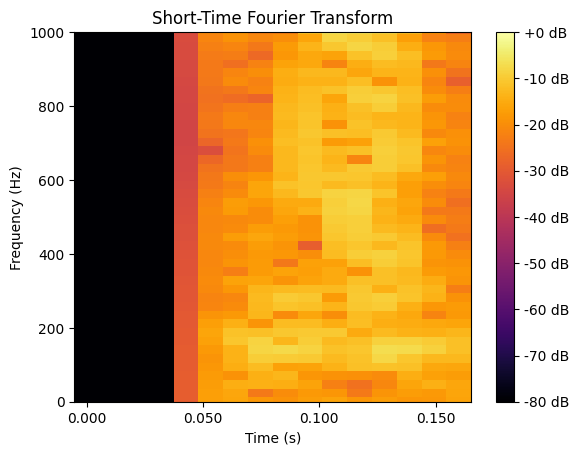 Short-Time Fourier Transform
1000
800
600
400
200
0
Frequency (Hz)
0.000
0.050
0.100
0.150
Time (s)
+0 dB
-10 dB
-20 dB
-30 dB
-40 dB
-50 dB
-60 dB
-70 dB
-80 dB